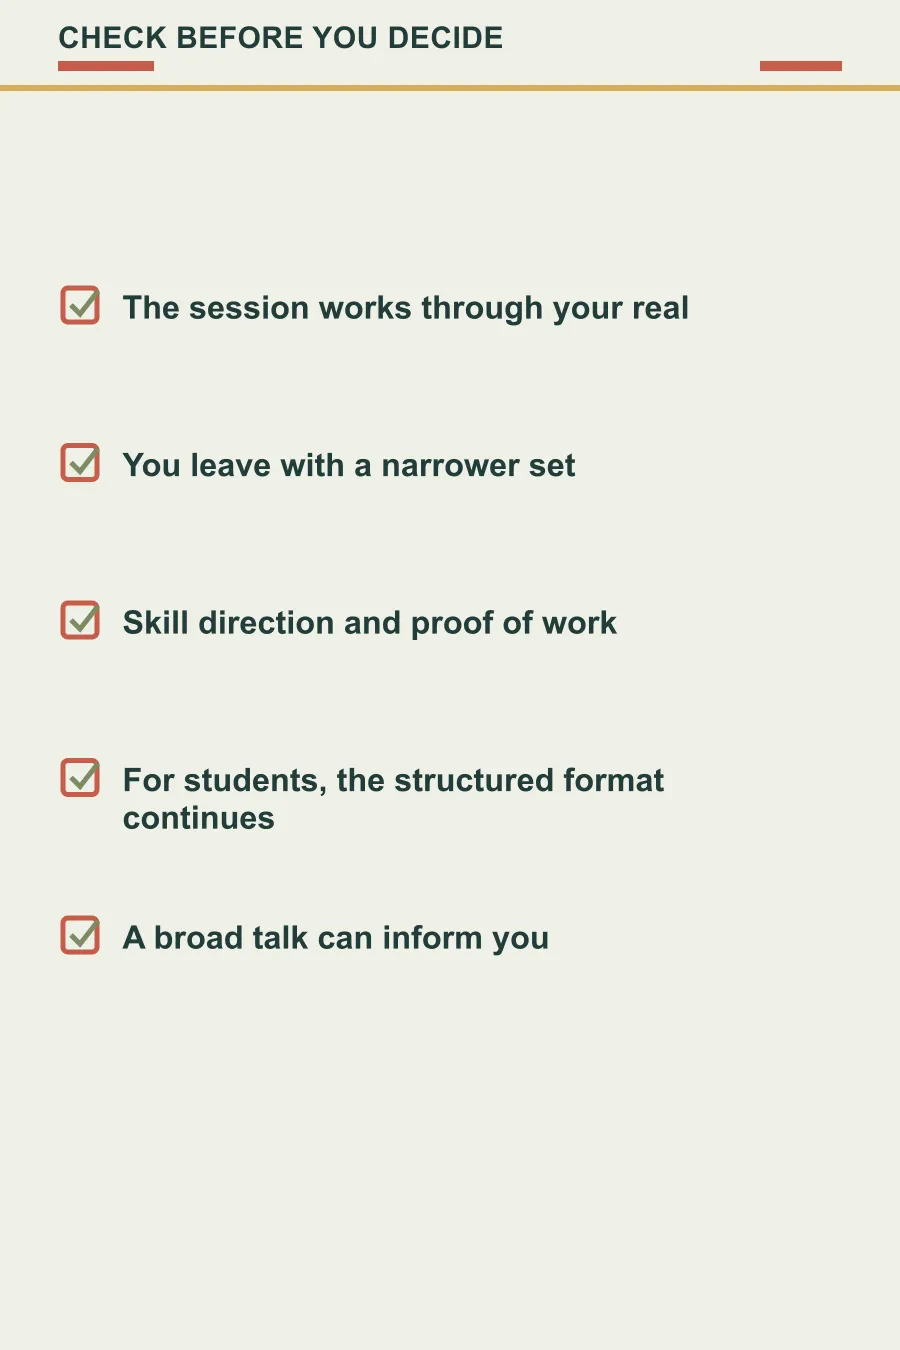 CHECK BEFORE YOU DECIDE
The session works through your real
You leave with a narrower set
Skill direction and proof of work
For students, the structured format
continues
A broad talk can inform you